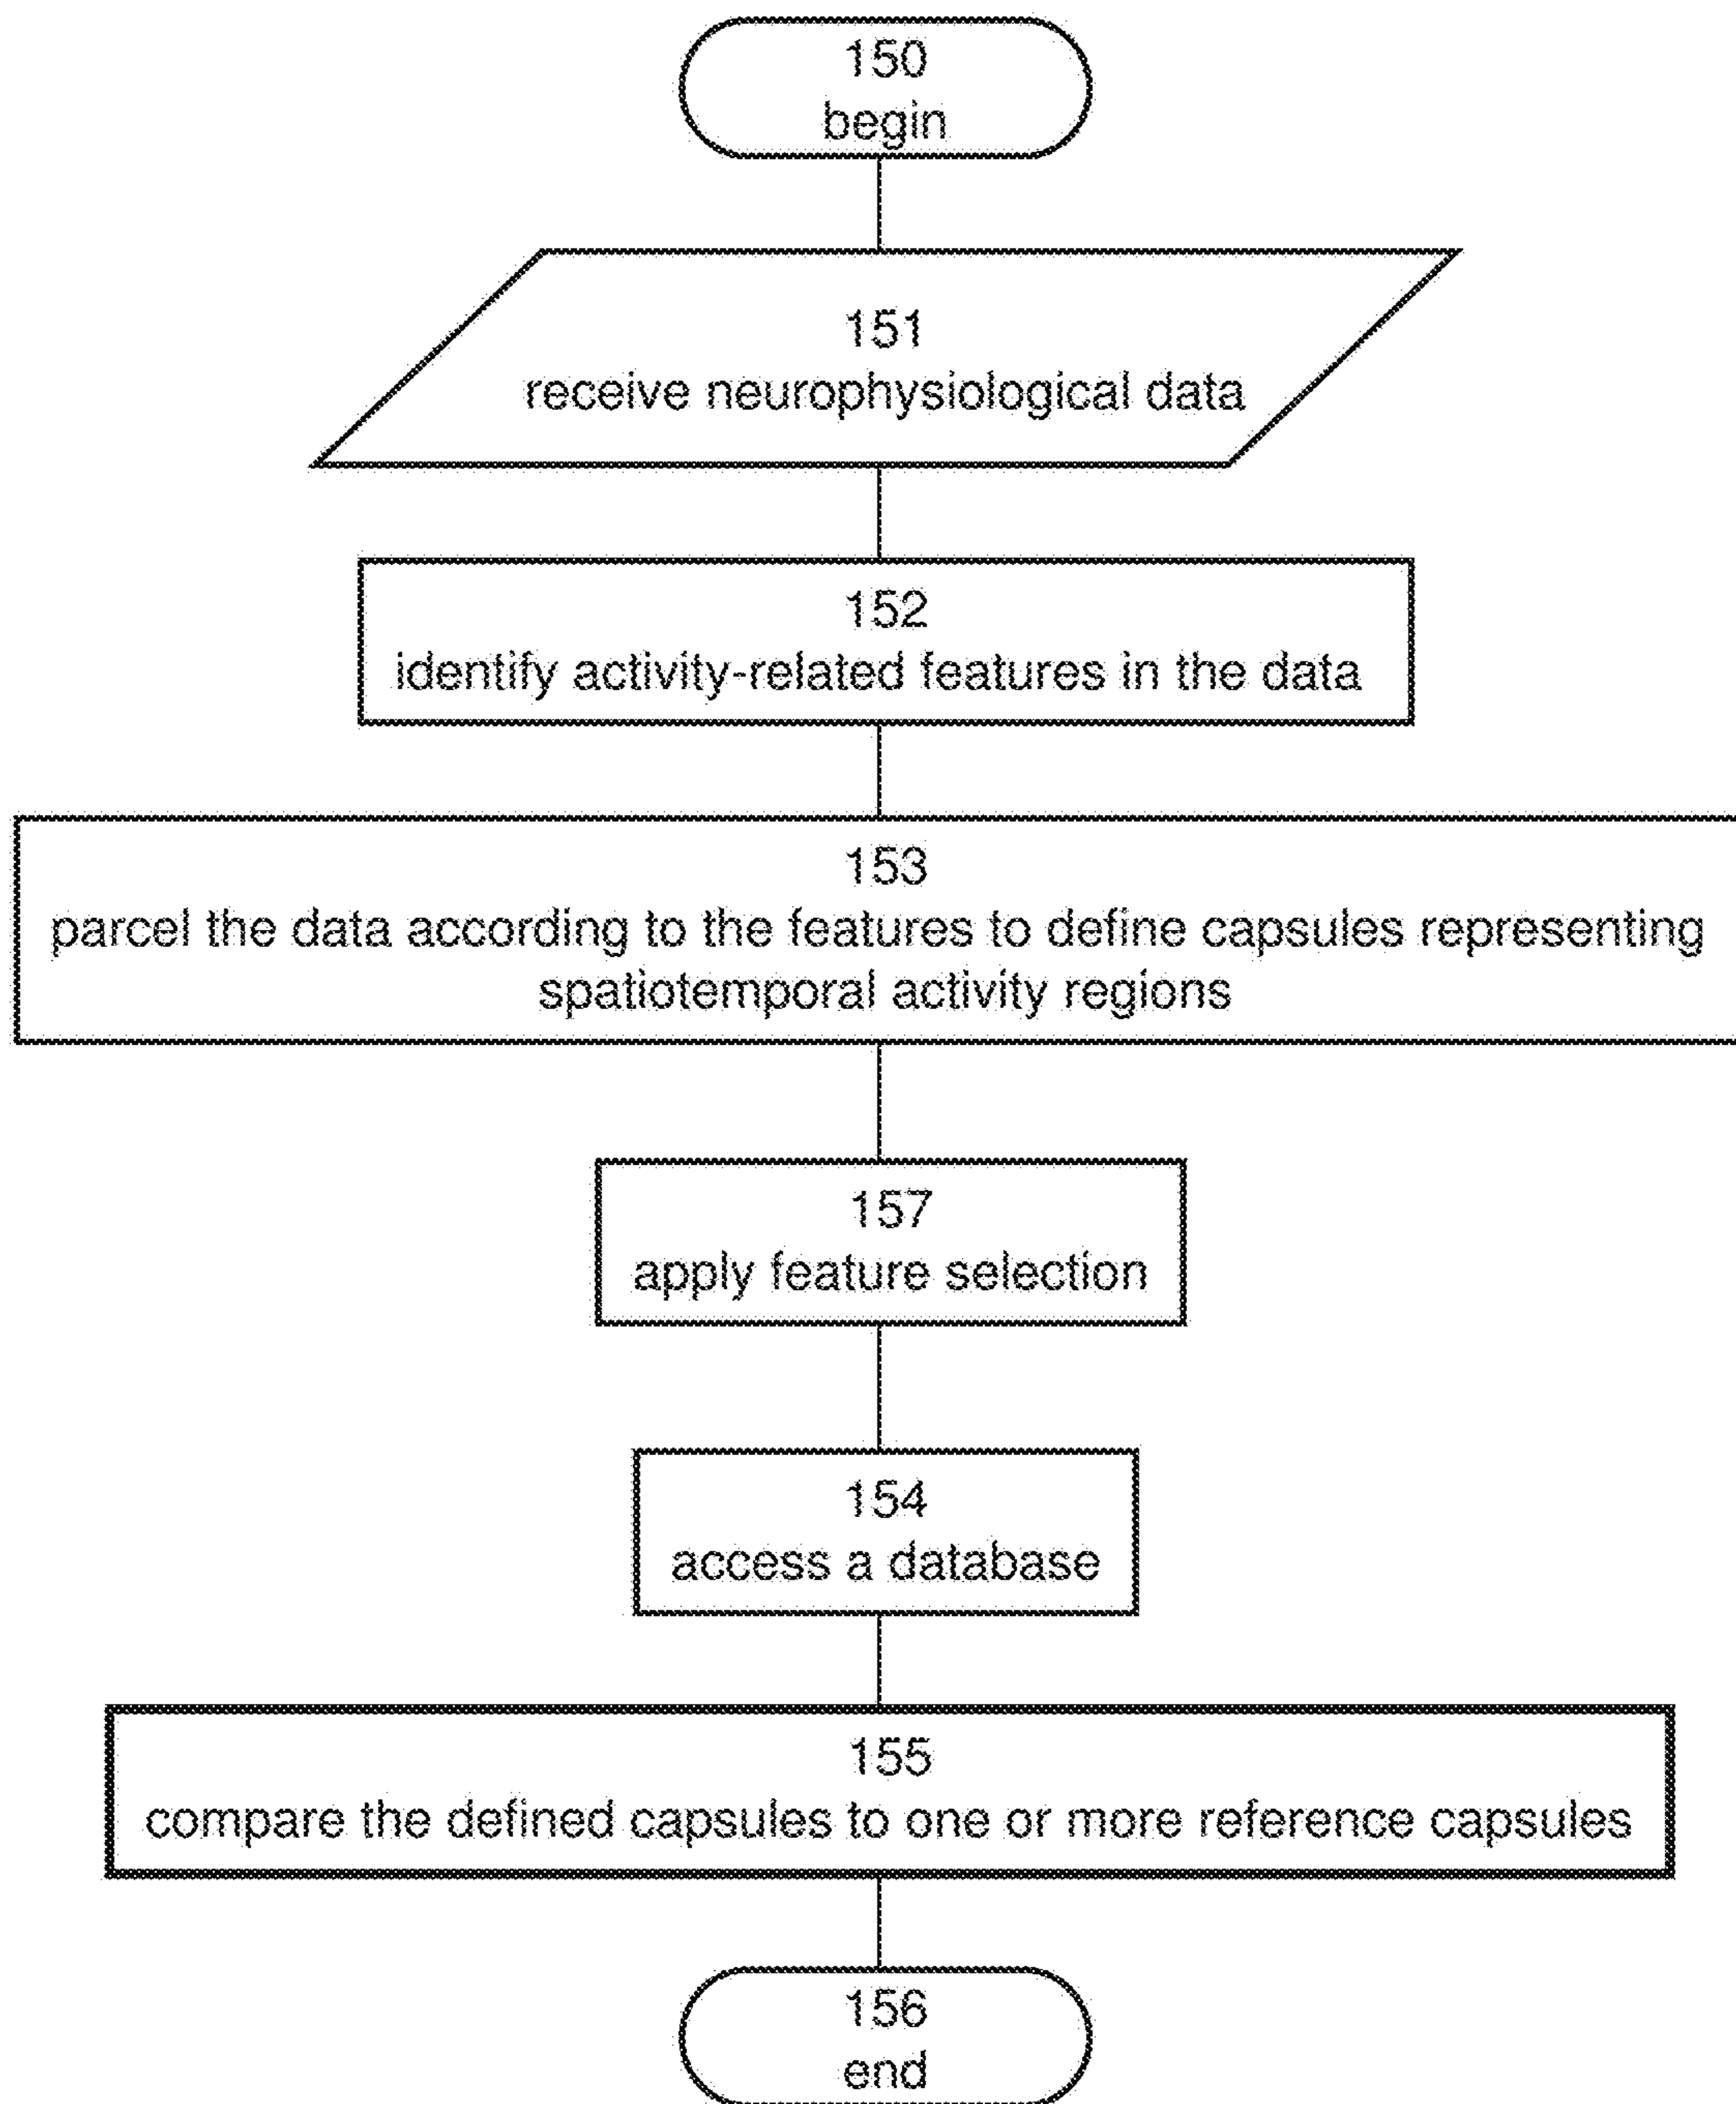 150
begin
151
receive neurophysiological data
152
identify activity-related features in the data
153
parcel the data according to the features to define capsules representing
spatiotemporal activity regions
157
apply feature selection
154
access a database
155
compare the defined capsules to one or more reference capsules
156
end